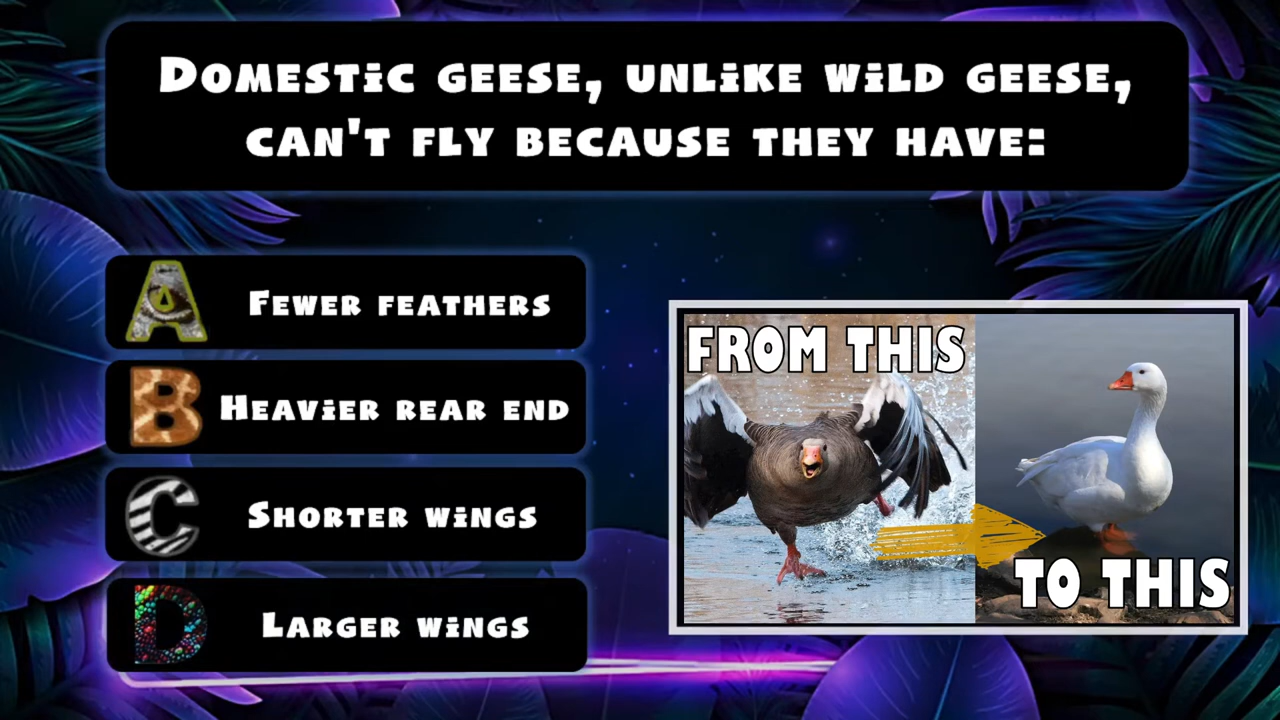 Domestic geese, unlike wild geese,
can't fly because they have:
A Fewer feathers
B Heavier rear end
C Shorter wings
D Larger wings
FROM THIS
TO THIS